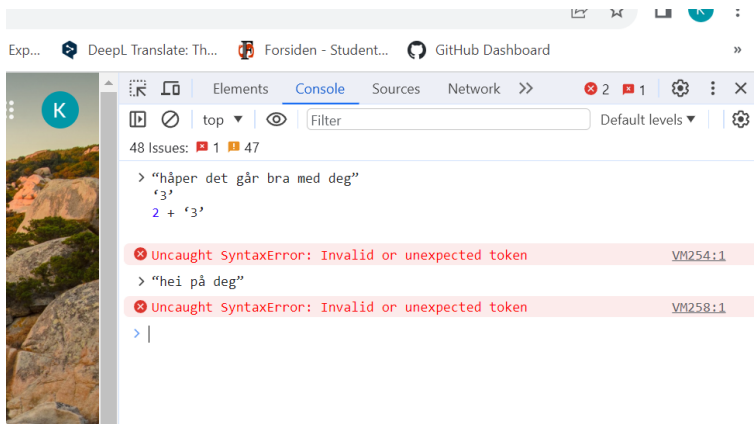 K
Exp... DeepL Translate: Th... Forsiden - Student... GitHub Dashboard »
K
Elements Console Sources Network 2 1
top ▼ Filter Default levels ▼
48 Issues: 1 47
“håper det går bra med deg”
‘3’
2 + ‘3’
Uncaught SyntaxError: Invalid or unexpected token VM254:1
“hei på deg”
Uncaught SyntaxError: Invalid or unexpected token VM258:1